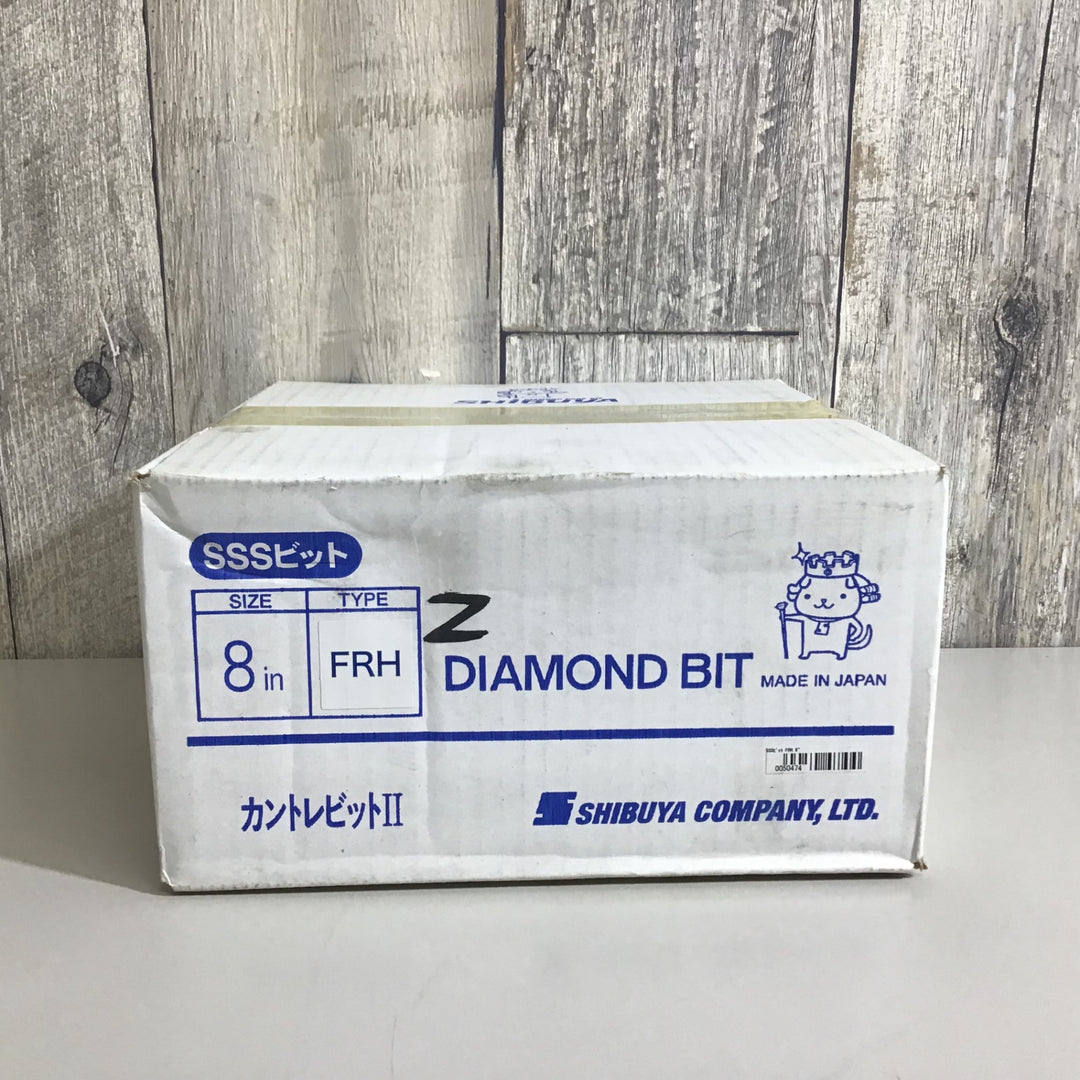 SHIBUYA
SSSビット
SIZE TYPE
8 in FRH
Z
DIAMOND BIT
MADE IN JAPAN
0050474
カントレビットII
SHIBUYA COMPANY, LTD.